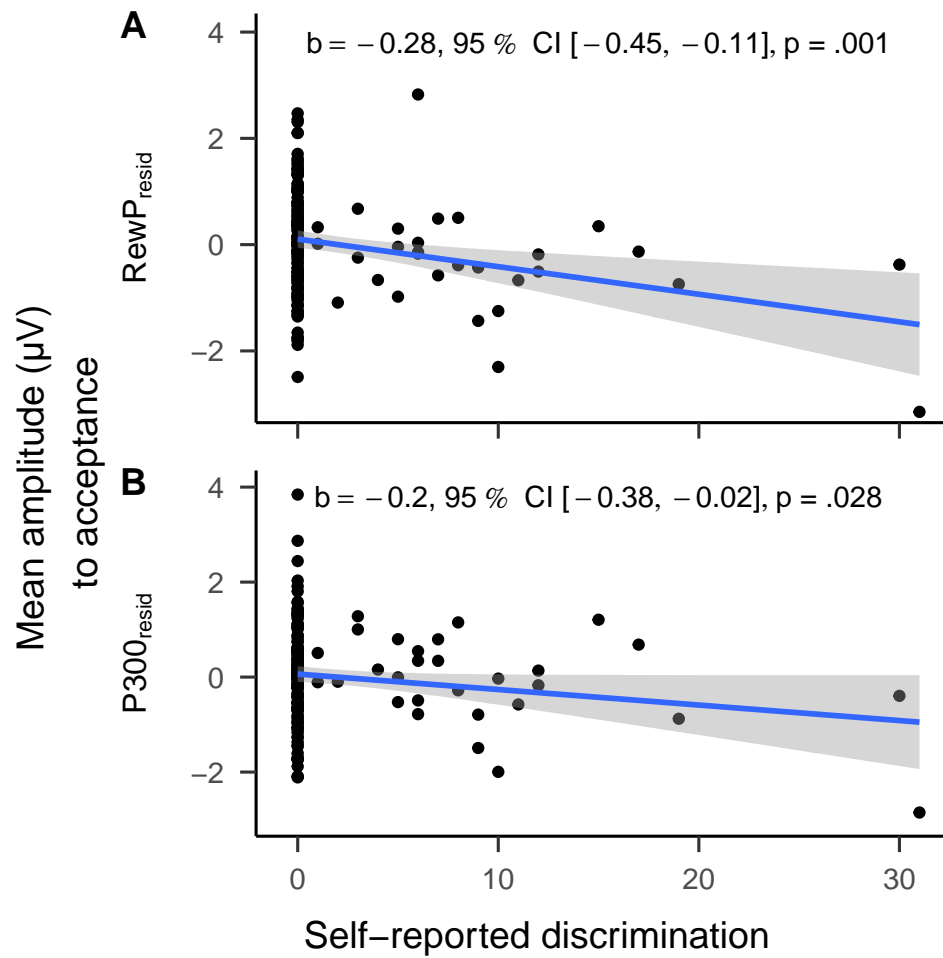 A
b = −0.28, 95 % CI [−0.45, −0.11], p = .001
4
2
0
−2
RewPresid
Mean amplitude (µV)
to acceptance
B
b = −0.2, 95 % CI [−0.38, −0.02], p = .028
4
2
0
−2
P300resid
0 10 20 30
Self−reported discrimination